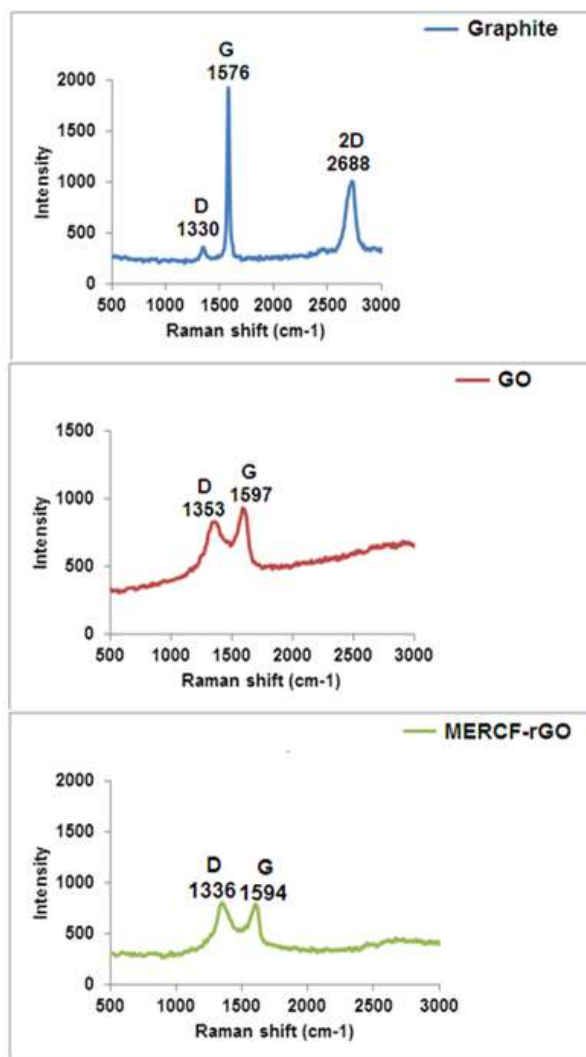 Graphite
G
1576
2D
2688
D
1330
2000
1500
1000
500
0
Intensity
500 1000 1500 2000 2500 3000
Raman shift (cm-1)
GO
D
1353
G
1597
1500
1000
500
0
Intensity
500 1000 1500 2000 2500 3000
Raman shift (cm-1)
MERCF-rGO
D
1336
G
1594
2000
1500
1000
500
0
Intensity
500 1000 1500 2000 2500 3000
Raman shift (cm-1)